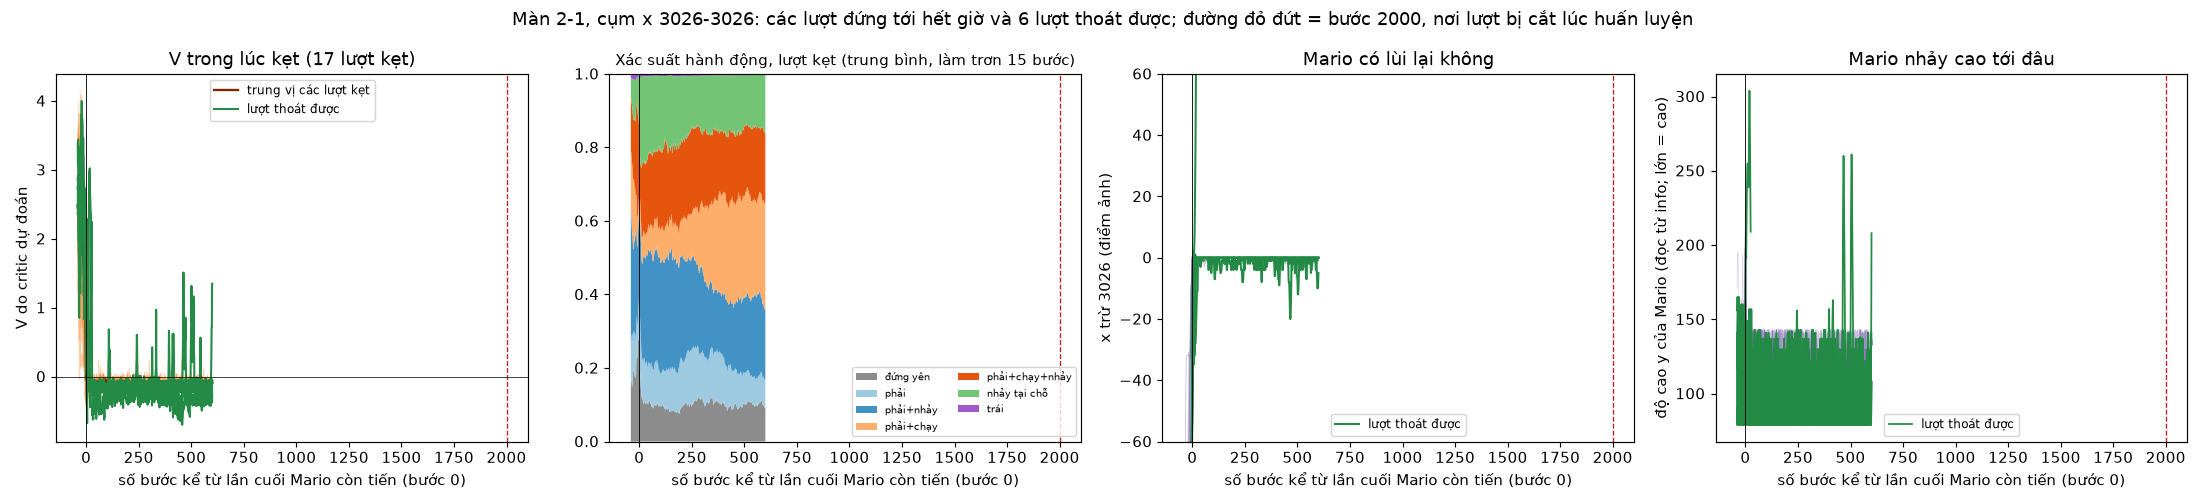 Màn 2-1, cụm x 3026-3026: các lượt đứng tới hết giờ và 6 lượt thoát được; đường đỏ đứt = bước 2000, nơi lượt bị cắt lúc huấn luyện
V trong lúc kẹt (17 lượt kẹt)
V do critic dự đoán
4
3
2
1
0
trung vị các lượt kẹt
lượt thoát được
0 250 500 750 1000 1250 1500 1750 2000
số bước kể từ lần cuối Mario còn tiến (bước 0)
Xác suất hành động, lượt kẹt (trung bình, làm trơn 15 bước)
1.0
0.8
0.6
0.4
0.2
0.0
đứng yên
phải
phải+nhảy
phải+chạy
phải+chạy+nhảy
nhảy tại chỗ
trái
0 250 500 750 1000 1250 1500 1750 2000
số bước kể từ lần cuối Mario còn tiến (bước 0)
Mario có lùi lại không
x trừ 3026 (điểm ảnh)
60
40
20
0
−20
−40
−60
lượt thoát được
0 250 500 750 1000 1250 1500 1750 2000
số bước kể từ lần cuối Mario còn tiến (bước 0)
Mario nhảy cao tới đâu
độ cao y của Mario (đọc từ info; lớn = cao)
300
250
200
150
100
lượt thoát được
0 250 500 750 1000 1250 1500 1750 2000
số bước kể từ lần cuối Mario còn tiến (bước 0)